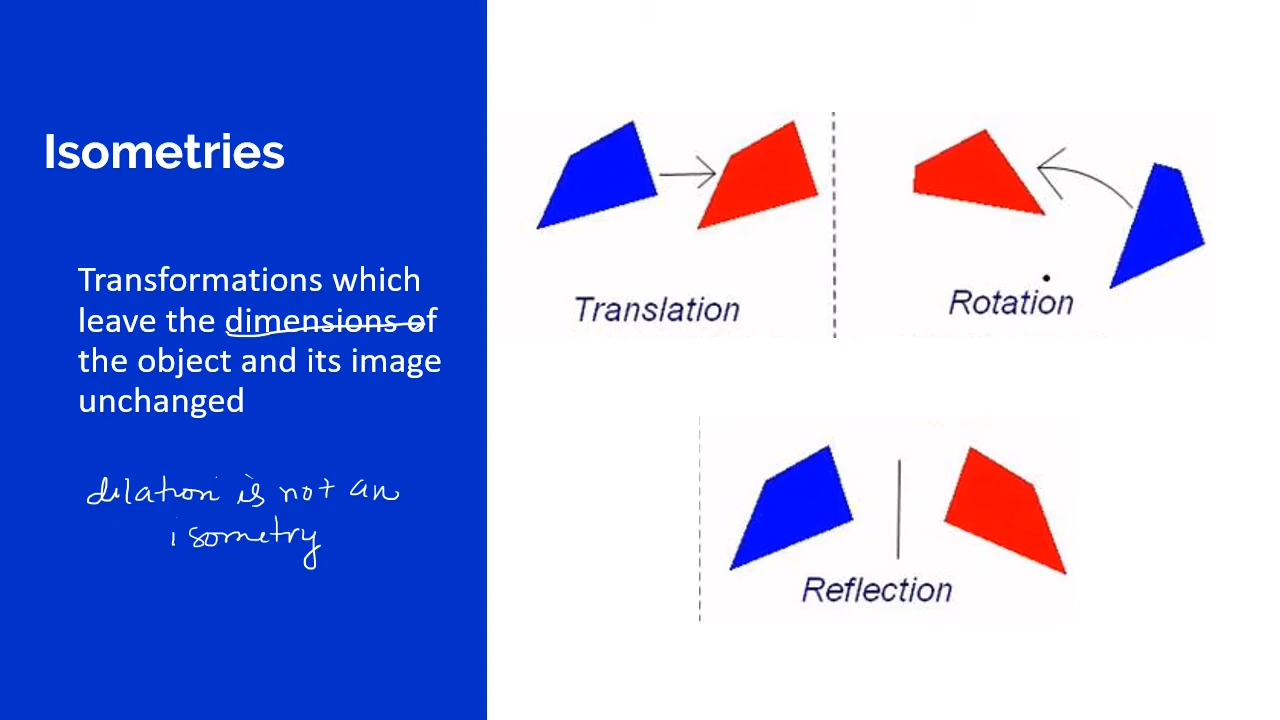 Isometries
Transformations which
leave the dimensions of
the object and its image
unchanged
dilation is not an
isometry
Translation
Rotation
Reflection